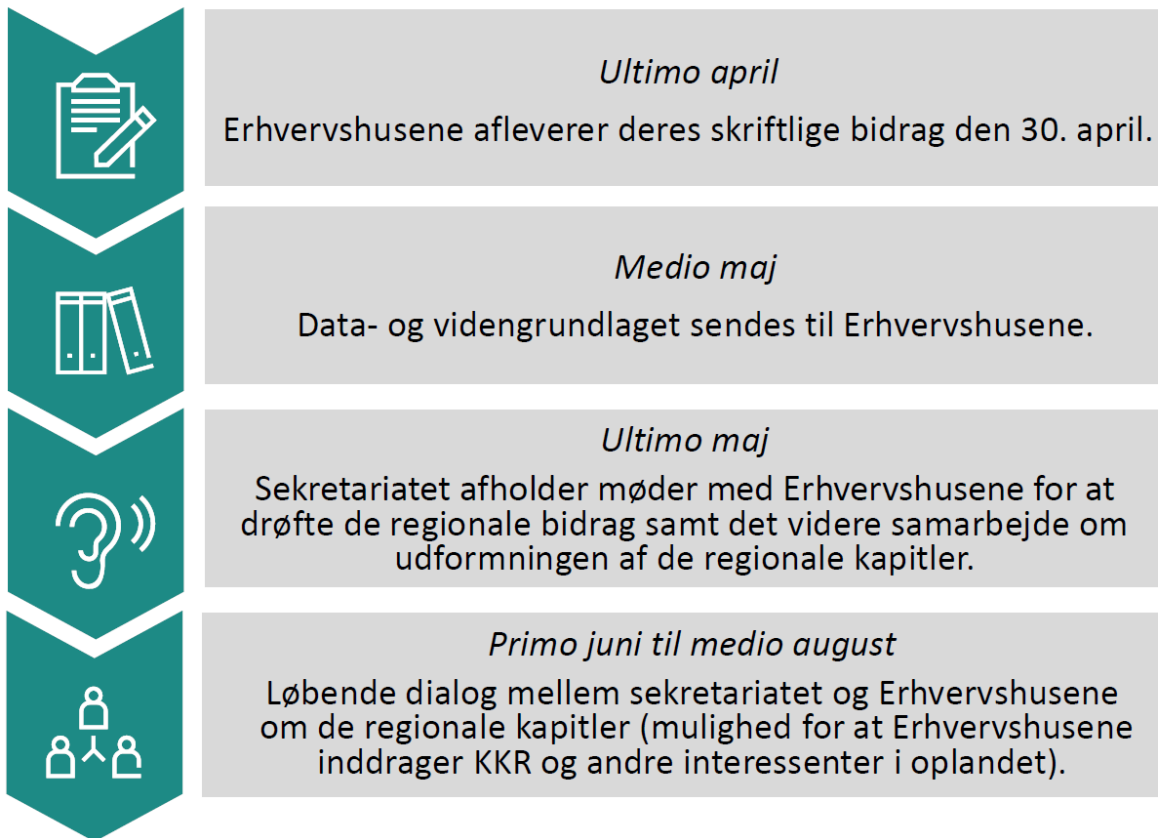 Ultimo april
Erhvervshusene afleverer deres skriftlige bidrag den 30. april.
Medio maj
Data- og videngrundlaget sendes til Erhvervshusene.
Ultimo maj
Sekretariatet afholder møder med Erhvervshusene for at
drøfte de regionale bidrag samt det videre samarbejde om
udformningen af de regionale kapitler.
Primo juni til medio august
Løbende dialog mellem sekretariatet og Erhvervshusene
om de regionale kapitler (mulighed for at Erhvervshusene
inddrager KKR og andre interessenter i oplandet).